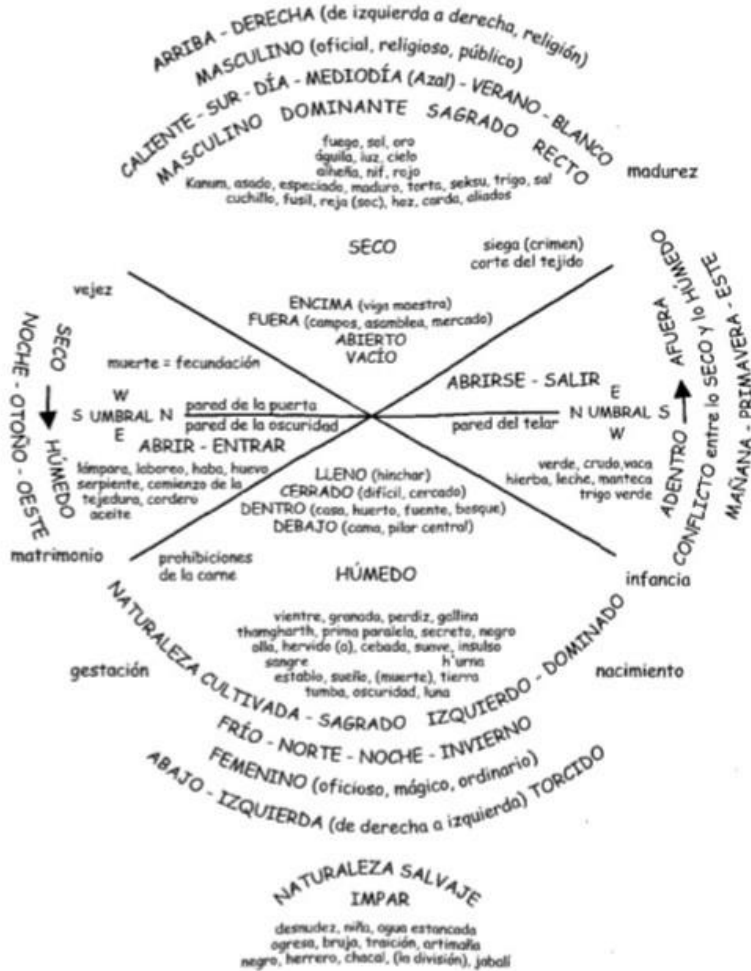 ARRIBA - DERECHA (de izquierda a derecha, religión)
MASCULINO (oficial, religioso, público)
CALIENTE - SUR - DÍA - MEDIODÍA (Azal) - VERANO - BLANCO
MASCULINO DOMINANTE SAGRADO RECTO
fuego, sol, oro
águila, luz, cielo
alheña, nif, rojo
Kanum, asado, especiado, maduro, torta, seksu, trigo, sal
cuchillo, fusil, reja (soc), hoz, carda, aliados
madurez
SECO
siega (crimen)
corte del tejido
vejez
ENCIMA (viga maestra)
FUERA (campos, asamblea, mercado)
ABIERTO
VACÍO
muerte = fecundación
ABRIRSE - SALIR
NOCHE - OTOÑO - OESTE
SECO
HÚMEDO
W
S UMBRAL N
E
pared de la puerta
pared de la oscuridad
pared del telar
E
N UMBRAL S
W
ADENTRO
AFUERA
CONFLICTO entre lo SECO y lo HÚMEDO
MAÑANA - PRIMAVERA - ESTE
ABRIR - ENTRAR
lámpara, laboreo, haba, huevo
serpiente, comienzo de la
tejedura, cordero
aceite
LLENO (hinchar)
CERRADO (difícil, cercado)
DENTRO (casa, huerto, fuente, bosque)
DEBAJO (cama, pilar central)
verde, crudo, vaca
hierba, leche, manteca
trigo verde
matrimonio
prohibiciones
de la carne
HÚMEDO
infancia
vientre, granada, perdiz, gallina
thamgharth, prima paralela, secreto, negro
olla, hervido (a), cebada, suave, insulso
sangre h'urna
establo, sueño, (muerte), tierra
tumba, oscuridad, luna
gestación
nacimiento
NATURALEZA CULTIVADA - SAGRADO IZQUIERDO - DOMINADO
FRÍO - NORTE - NOCHE - INVIERNO
FEMENINO (oficioso, mágico, ordinario)
ABAJO - IZQUIERDA (de derecha a izquierda) TORCIDO
NATURALEZA SALVAJE
IMPAR
desnudez, niña, agua estancada
ogresa, bruja, traición, artimaña
negro, herrero, chacal, (la división), jabalí